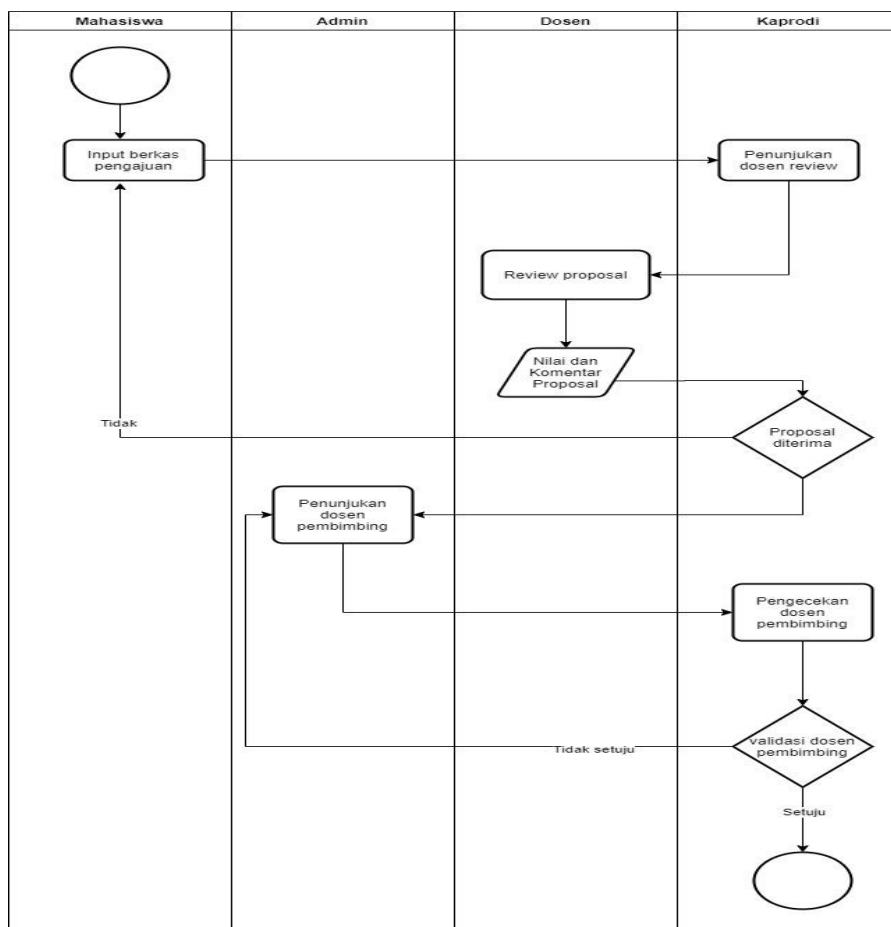 Mahasiswa
Admin
Dosen
Kaprodi
Input berkas
pengajuan
Penunjukan
dosen review
Review proposal
Nilai dan
Komentar
Proposal
Tidak
Proposal
diterima
Penunjukan
dosen
pembimbing
Pengecekan
dosen
pembimbing
Tidak setuju
validasi dosen
pembimbing
Setuju